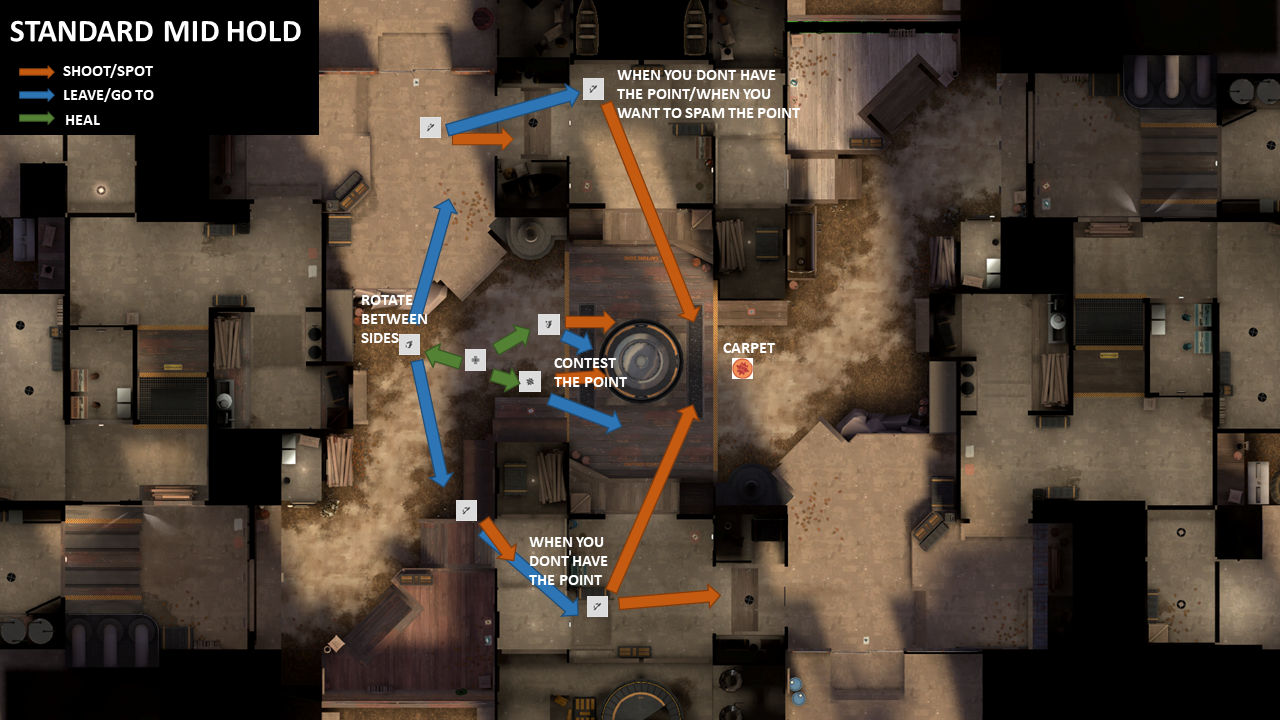 STANDARD MID HOLD
SHOOT/SPOT
LEAVE/GO TO
HEAL
WHEN YOU DONT HAVE
THE POINT/WHEN YOU
WANT TO SPAM THE POINT
ROTATE
BETWEEN
SIDES
CONTEST
THE POINT
CARPET
WHEN YOU
DONT HAVE
THE POINT